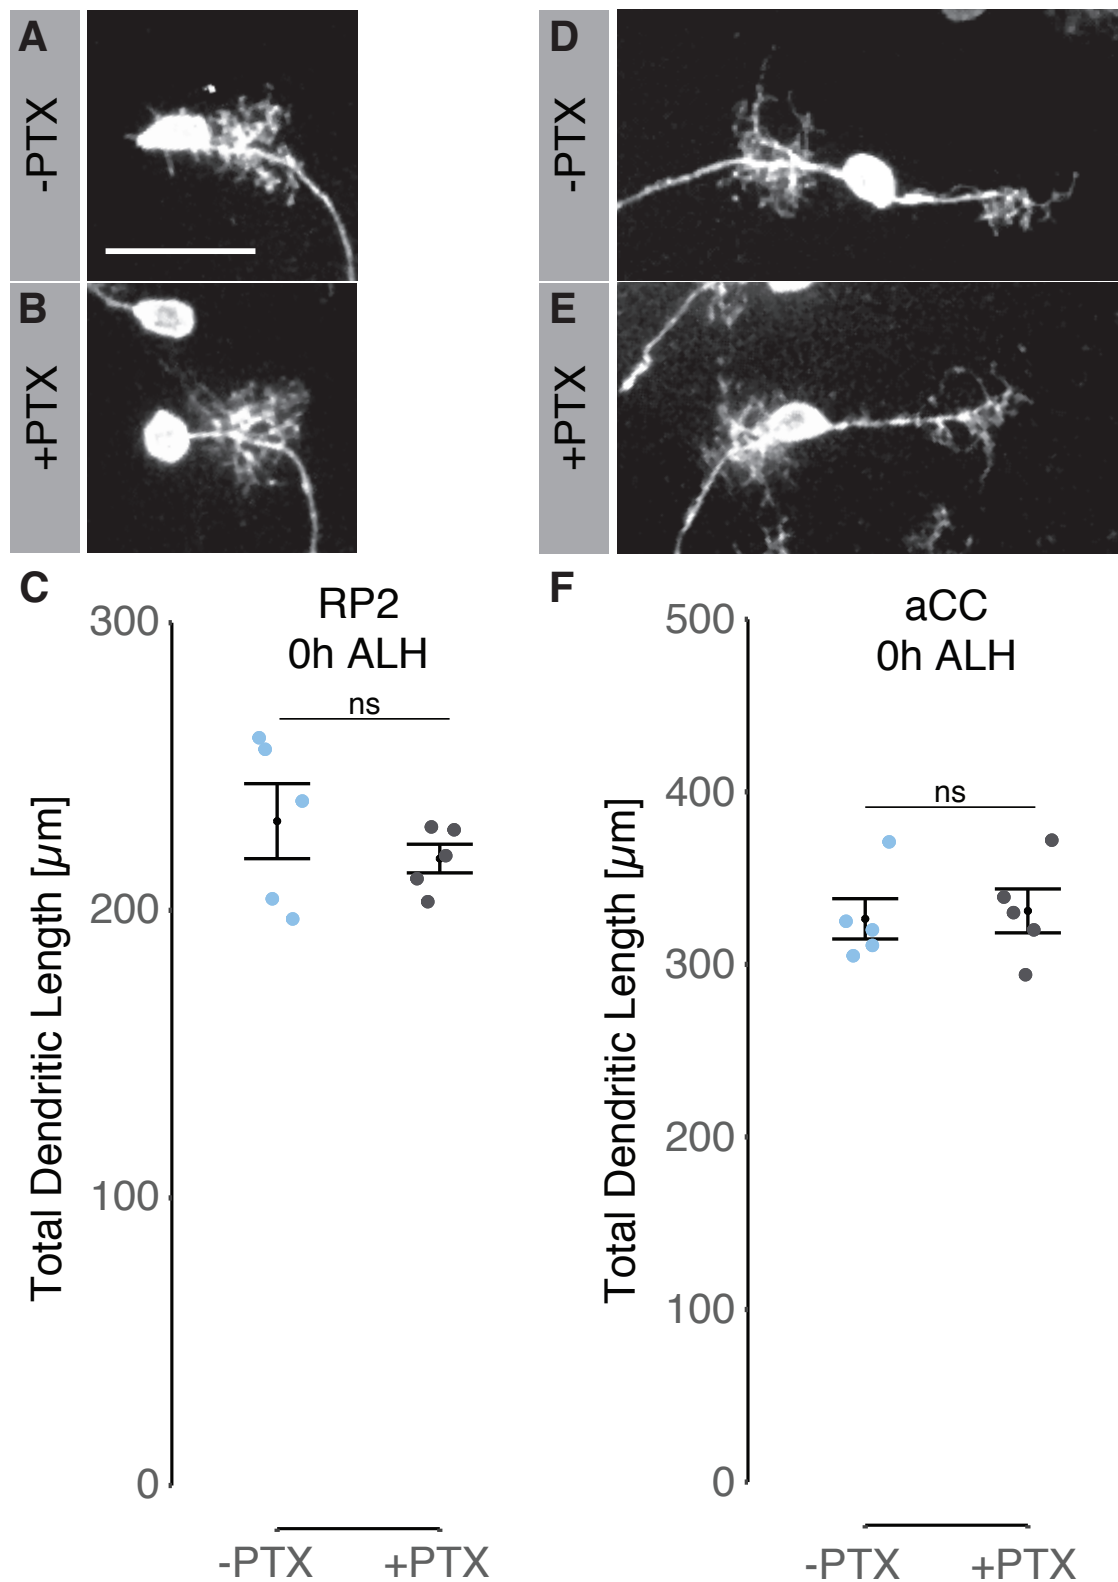 A
-PTX
B
+PTX
D
-PTX
E
+PTX
C
RP2
0h ALH
ns
300
200
100
0
Total Dendritic Length [µm]
-PTX
+PTX
F
aCC
0h ALH
ns
500
400
300
200
100
0
Total Dendritic Length [µm]
-PTX
+PTX